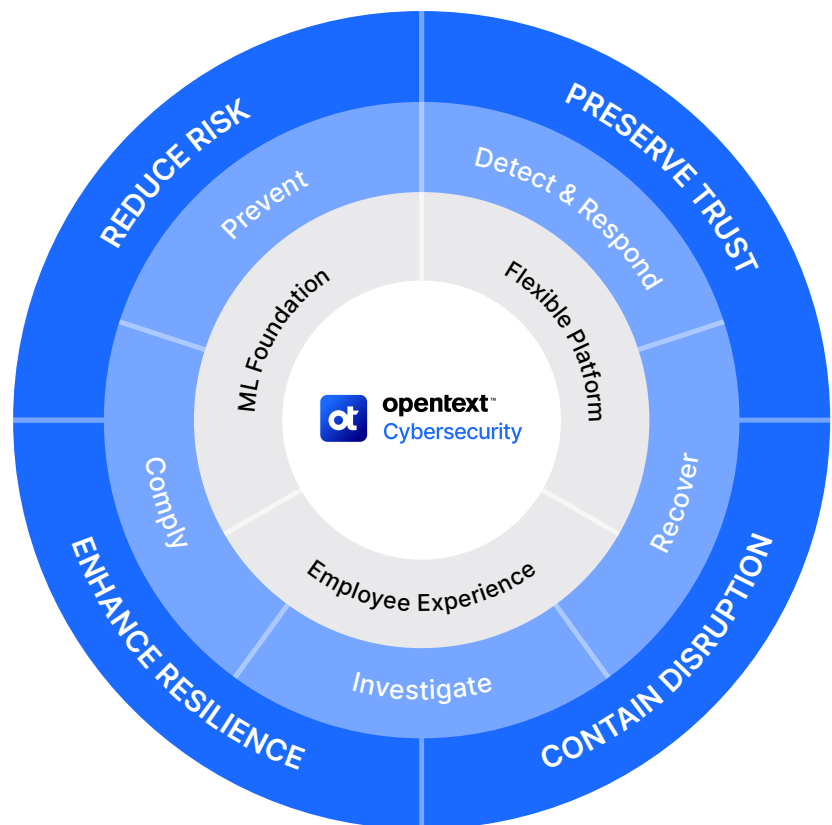 REDUCE RISK
PRESERVE TRUST
CONTAIN DISRUPTION
ENHANCE RESILIENCE
Prevent
Detect & Respond
Recover
Investigate
Comply
ML Foundation
Flexible Platform
Employee Experience
ot
opentext™
Cybersecurity